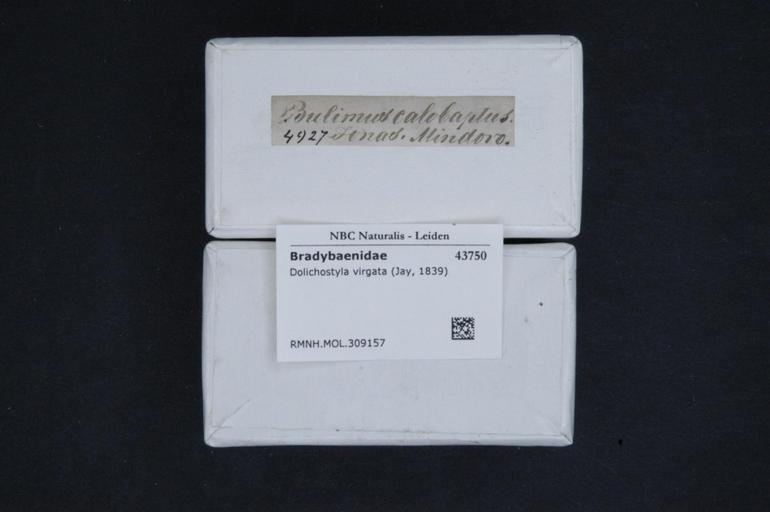 Bulimus calobaptus.
4927 Jonas. Mindoro.
NBC Naturalis - Leiden
Bradybaenidae 43750
Dolichostyla virgata (Jay, 1839)
RMNH.MOL.309157